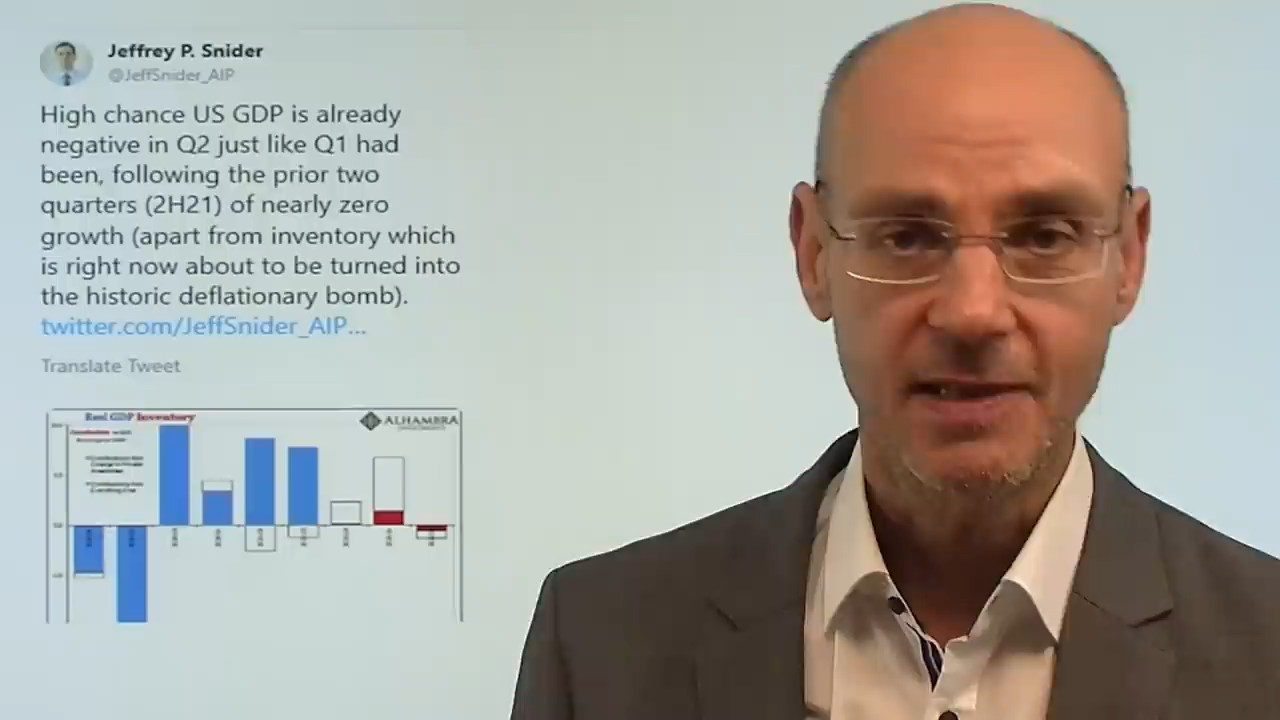 Jeffrey P. Snider
@JeffSnider_AIP
High chance US GDP is already
negative in Q2 just like Q1 had
been, following the prior two
quarters (2H21) of nearly zero
growth (apart from inventory which
is right now about to be turned into
the historic deflationary bomb).
twitter.com/JeffSnider_AIP...
Translate Tweet
Real GDP Inventory
ALHAMBRA